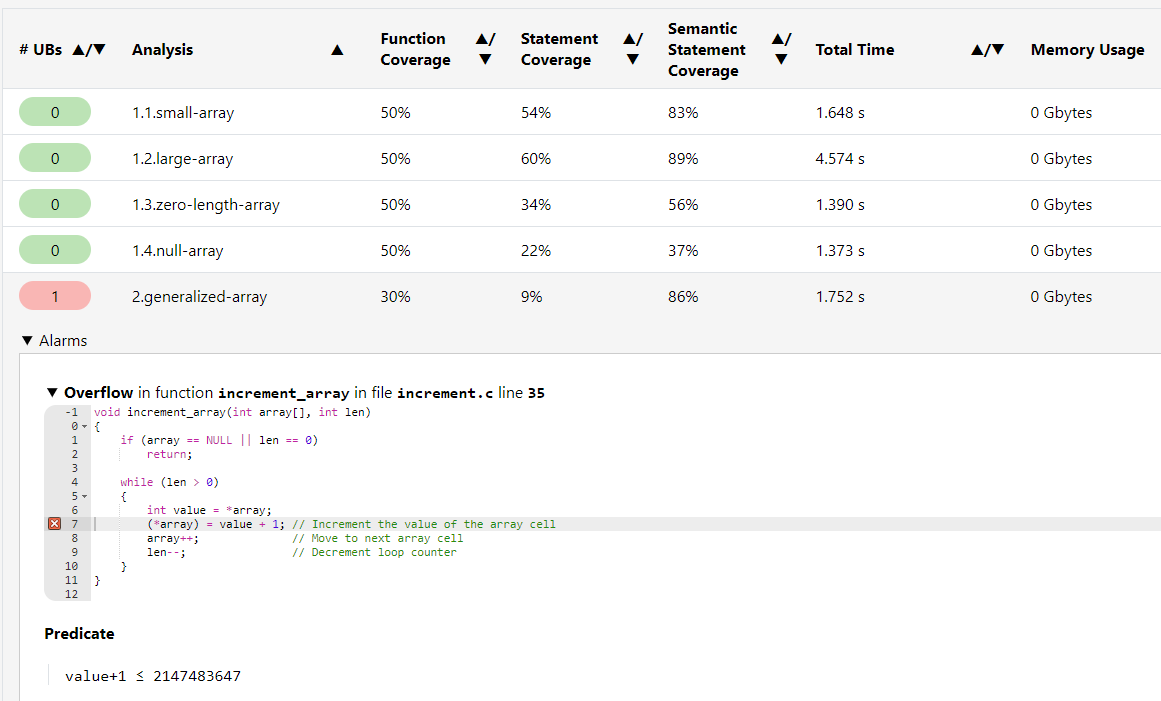 # UBs ▲/▼ Analysis ▲ Function Coverage ▲/▼ Statement Coverage ▲/▼ Semantic Statement Coverage ▲/▼ Total Time ▲/▼ Memory Usage
0 1.1.small-array 50% 54% 83% 1.648 s 0 Gbytes
0 1.2.large-array 50% 60% 89% 4.574 s 0 Gbytes
0 1.3.zero-length-array 50% 34% 56% 1.390 s 0 Gbytes
0 1.4.null-array 50% 22% 37% 1.373 s 0 Gbytes
1 2.generalized-array 30% 9% 86% 1.752 s 0 Gbytes
▼ Alarms
▼ Overflow in function increment_array in file increment.c line 35
-1 void increment_array(int array[], int len)
0 {
1 if (array == NULL || len == 0)
2 return;
3
4 while (len > 0)
5 {
6 int value = *array;
7 (*array) = value + 1; // Increment the value of the array cell
8 array++; // Move to next array cell
9 len--; // Decrement loop counter
10 }
11 }
12
Predicate
value+1 ≤ 2147483647